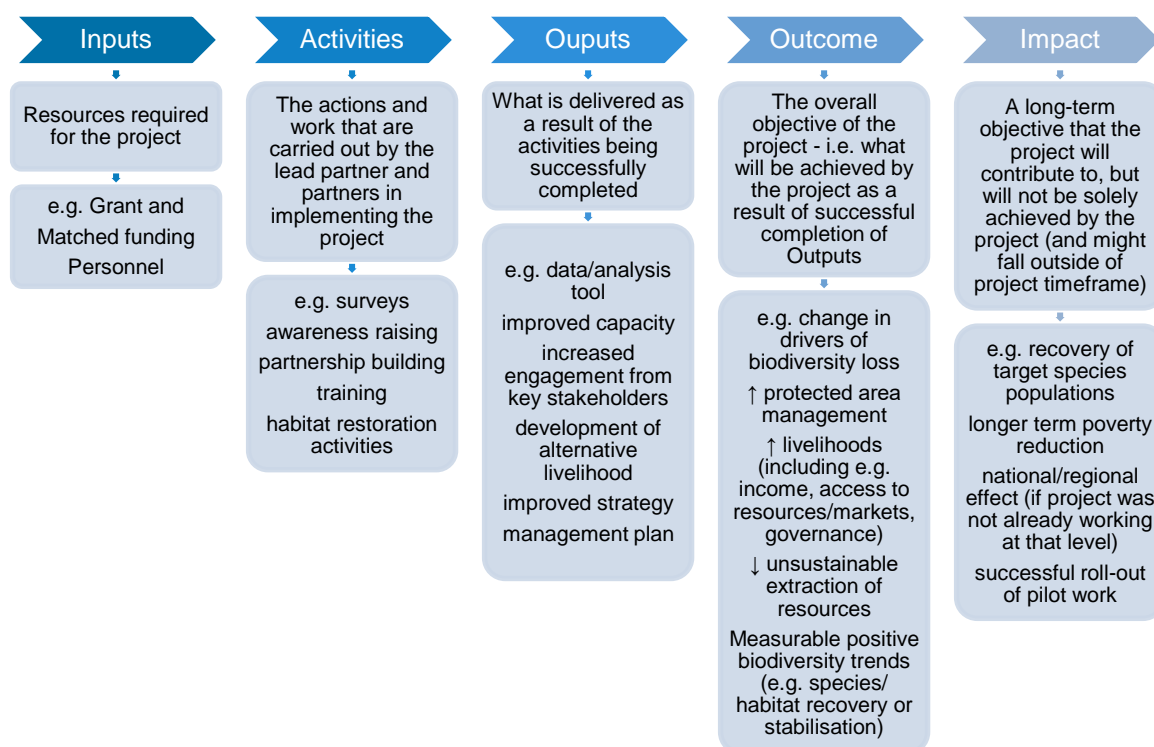 Inputs
Resources required
for the project
e.g. Grant and
Matched funding
Personnel
Activities
The actions and
work that are
carried out by the
lead partner and
partners in
implementing the
project
e.g. surveys
awareness raising
partnership building
training
habitat restoration
activities
Ouputs
What is delivered as
a result of the
activities being
successfully
completed
e.g. data/analysis
tool
improved capacity
increased
engagement from
key stakeholders
development of
alternative
livelihood
improved strategy
management plan
Outcome
The overall
objective of the
project - i.e. what
will be achieved by
the project as a
result of successful
completion of
Outputs
e.g. change in
drivers of
biodiversity loss
↑ protected area
management
↑ livelihoods
(including e.g.
income, access to
resources/markets,
governance)
↓ unsustainable
extraction of
resources
Measurable positive
biodiversity trends
(e.g. species/
habitat recovery or
stabilisation)
Impact
A long-term
objective that the
project will
contribute to, but
will not be solely
achieved by the
project (and might
fall outside of
project timeframe)
e.g. recovery of
target species
populations
longer term poverty
reduction
national/regional
effect (if project was
not already working
at that level)
successful roll-out
of pilot work